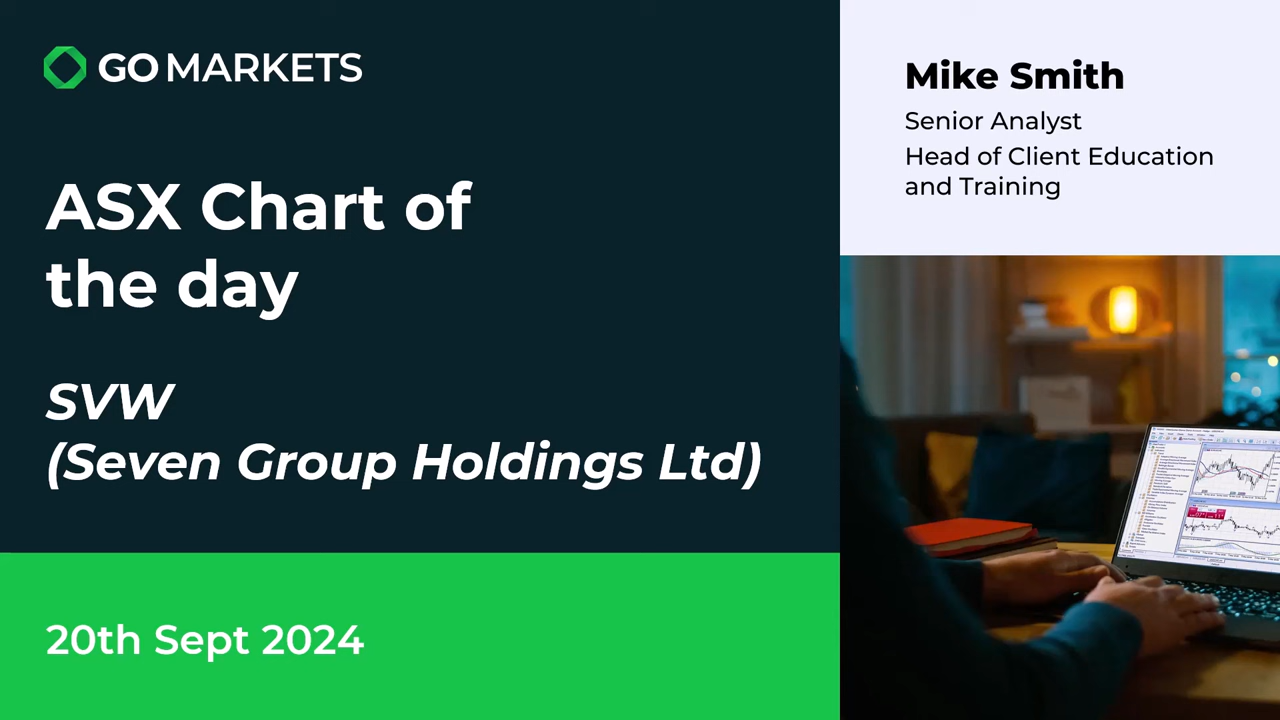 GO MARKETS
ASX Chart of
the day
SVW
(Seven Group Holdings Ltd)
20th Sept 2024
Mike Smith
Senior Analyst
Head of Client Education
and Training